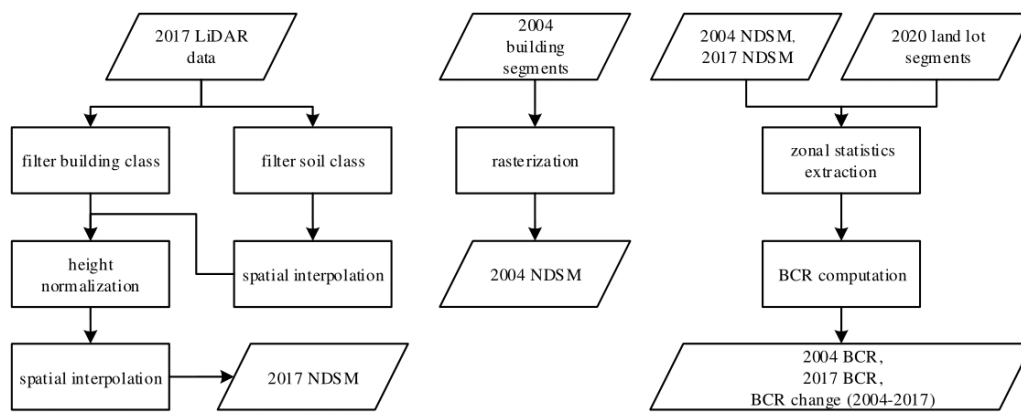 2017 LiDAR
data
filter building class
filter soil class
height
normalization
spatial interpolation
spatial interpolation
2017 NDSM
2004
building
segments
rasterization
2004 NDSM
2004 NDSM,
2017 NDSM
2020 land lot
segments
zonal statistics
extraction
BCR computation
2004 BCR,
2017 BCR,
BCR change (2004-2017)